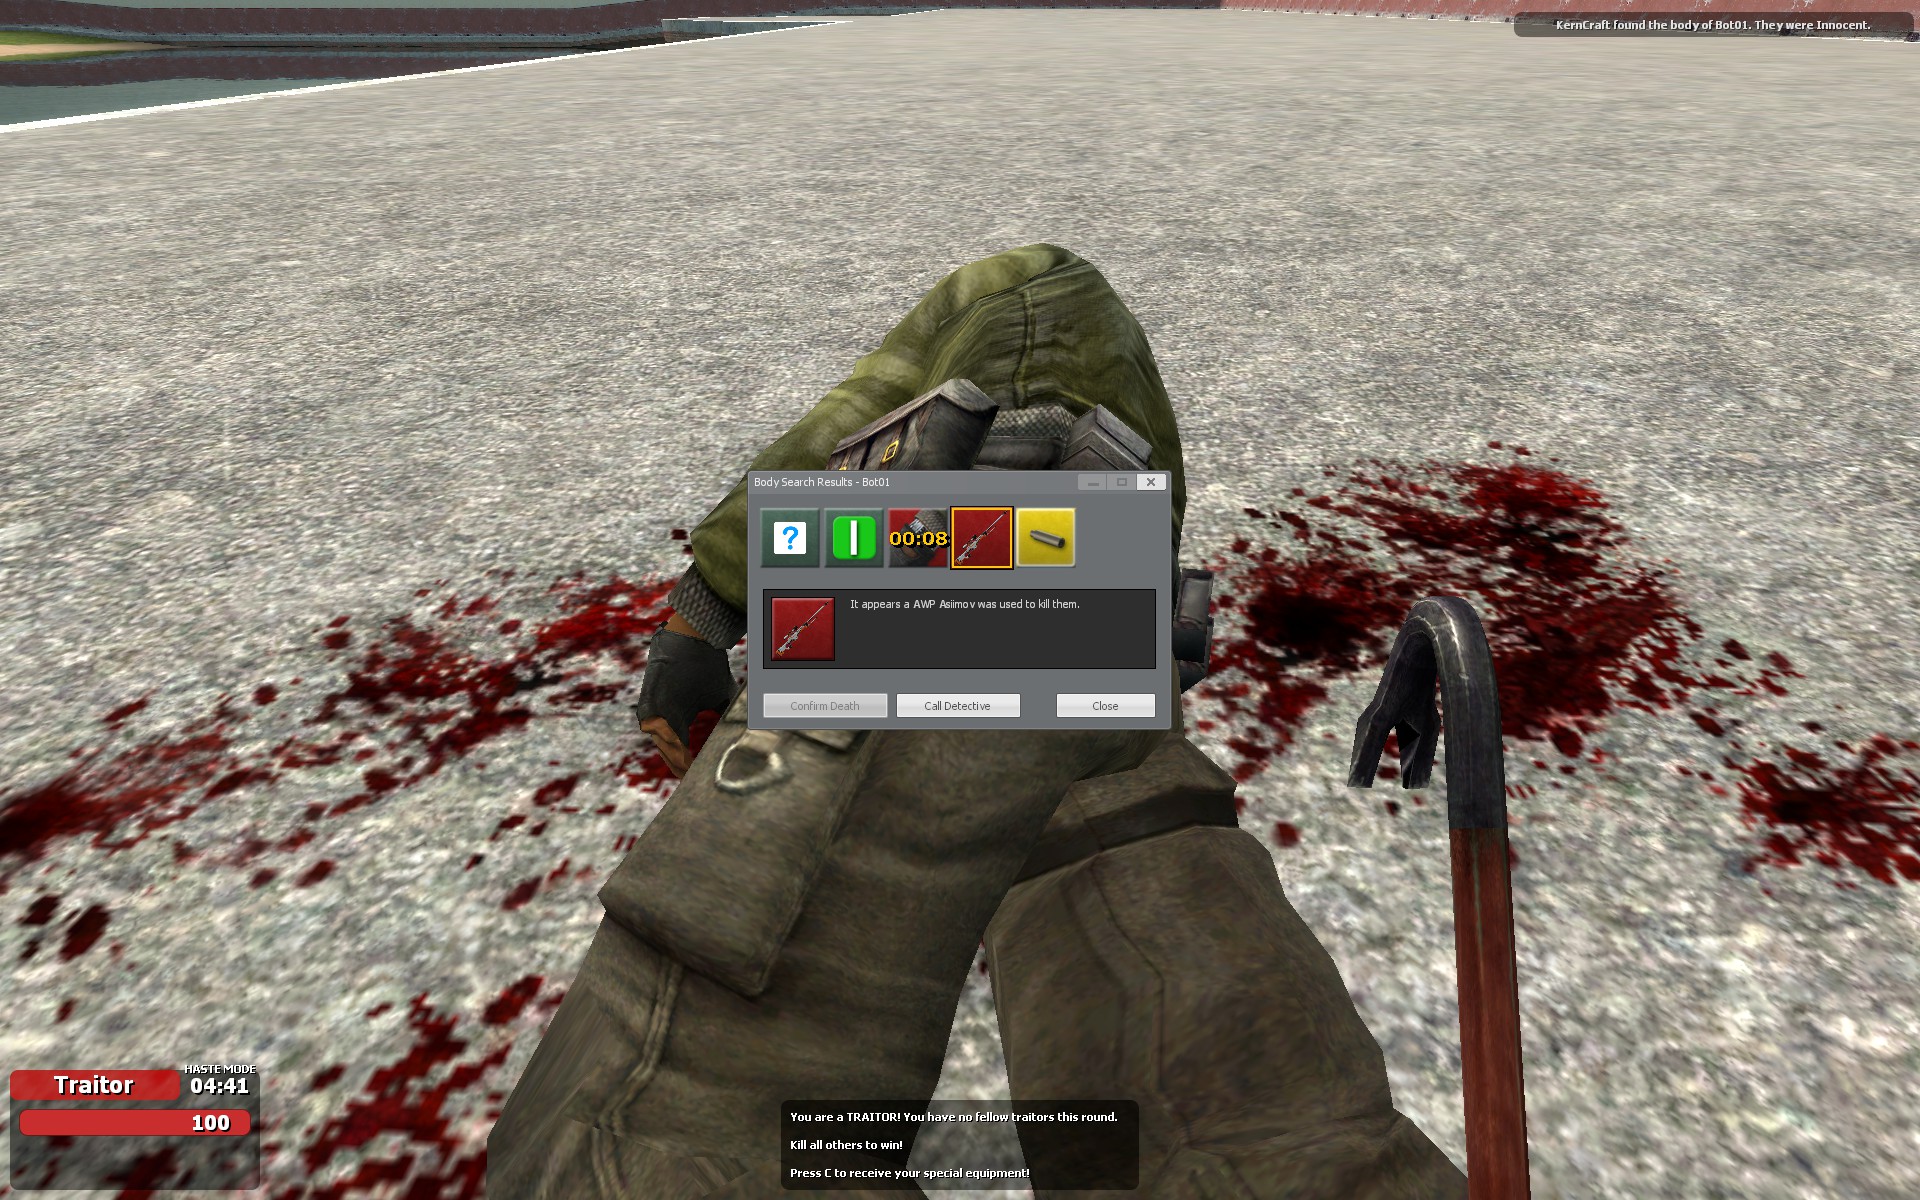 KernCraft found the body of Bot01. They were Innocent.
Body Search Results - Bot01
?
00:08
It appears a AWP Asiimov was used to kill them.
Confirm Death
Call Detective
Close
HASTE MODE
Traitor
04:41
100
You are a TRAITOR! You have no fellow traitors this round.
Kill all others to win!
Press C to receive your special equipment!